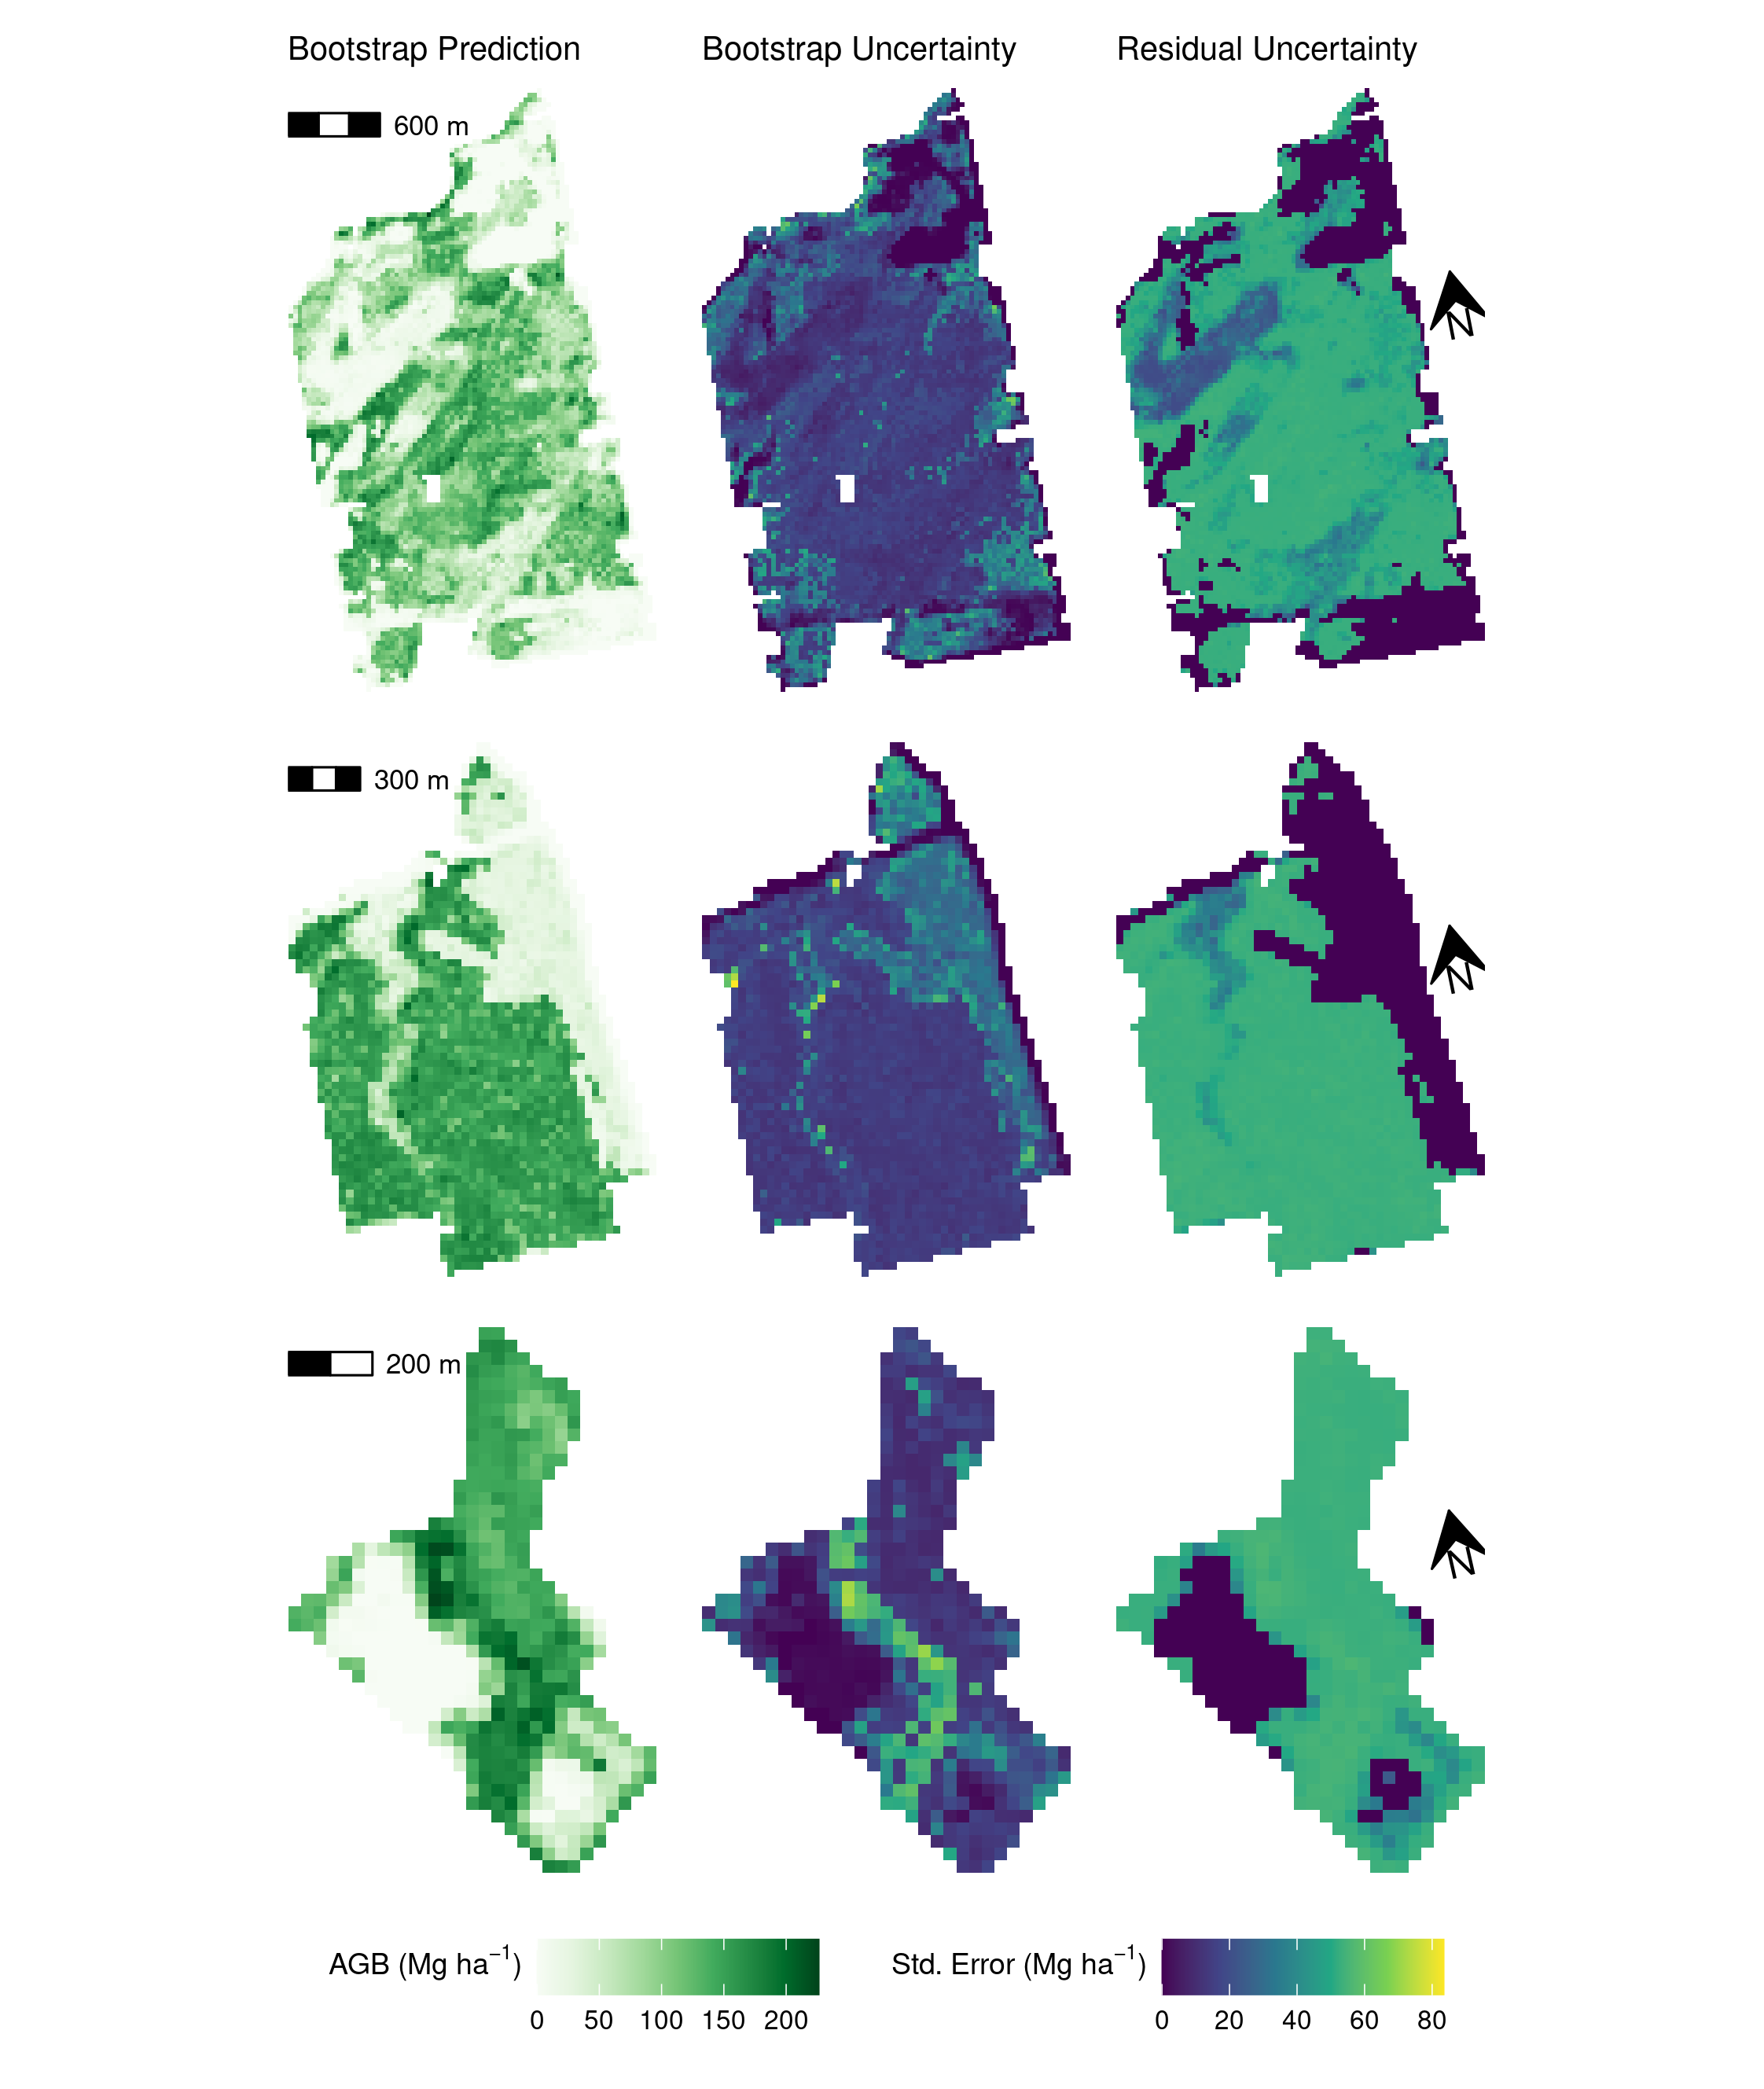 Bootstrap Prediction Bootstrap Uncertainty Residual Uncertainty
600 m
N
300 m
N
200 m
N
AGB (Mg ha⁻¹)
0 50 100 150 200
Std. Error (Mg ha⁻¹)
0 20 40 60 80